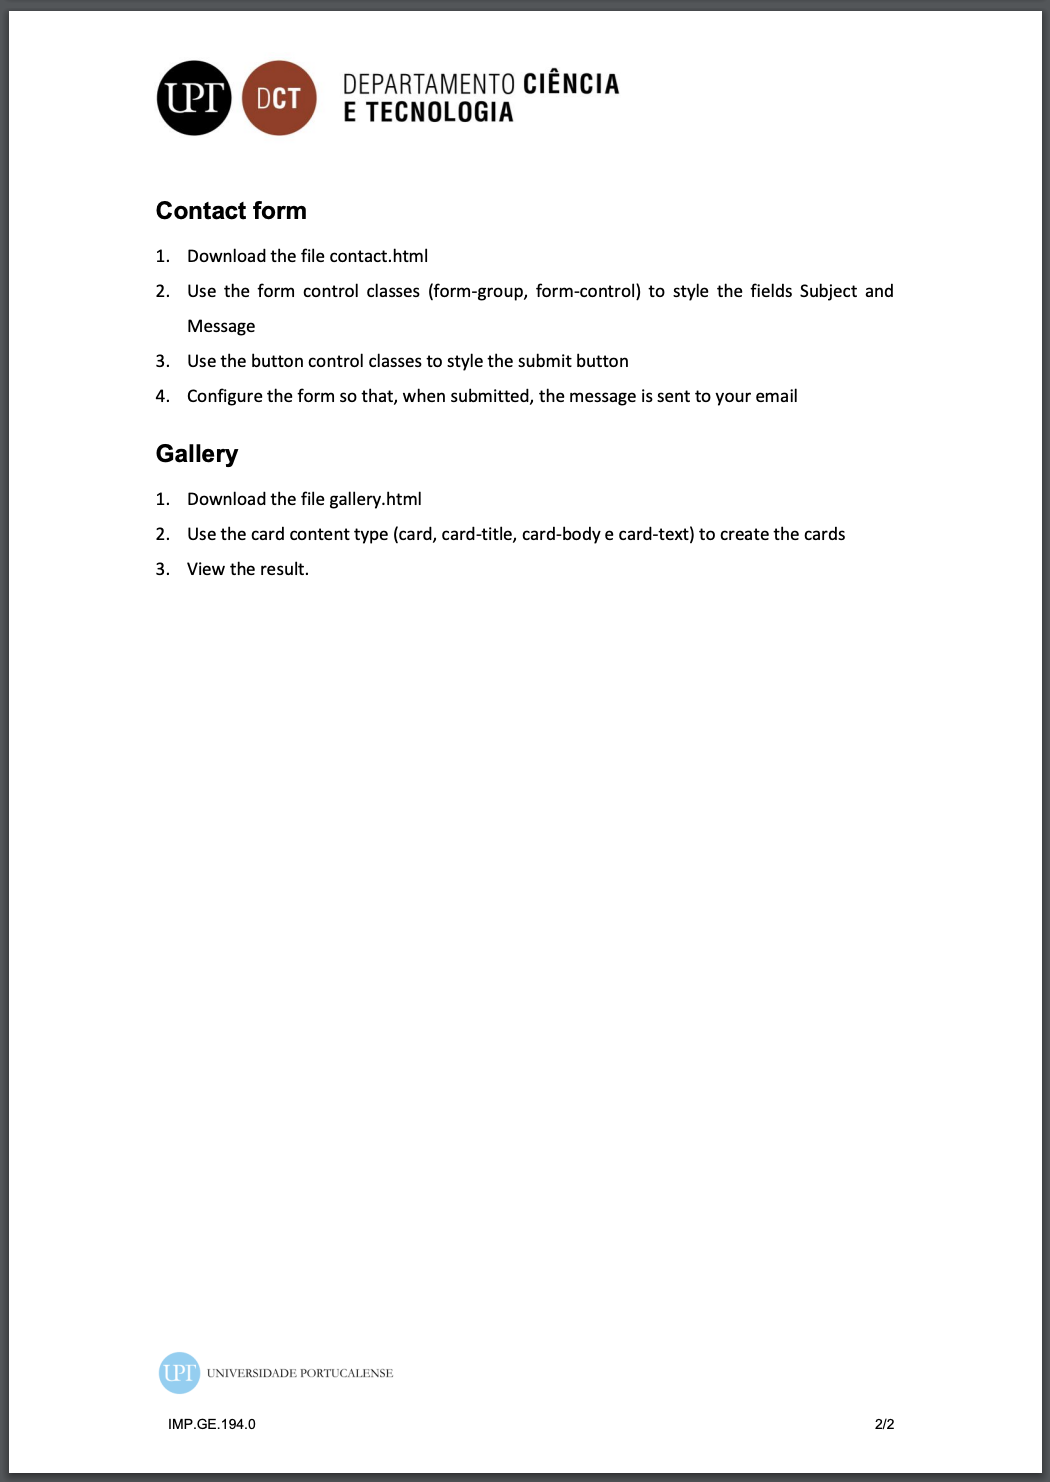 UPT DCT DEPARTAMENTO CIÊNCIA
E TECNOLOGIA
Contact form
1. Download the file contact.html
2. Use the form control classes (form-group, form-control) to style the fields Subject and
Message
3. Use the button control classes to style the submit button
4. Configure the form so that, when submitted, the message is sent to your email
Gallery
1. Download the file gallery.html
2. Use the card content type (card, card-title, card-body e card-text) to create the cards
3. View the result.
UPT UNIVERSIDADE PORTUCALENSE
IMP.GE.194.0 2/2